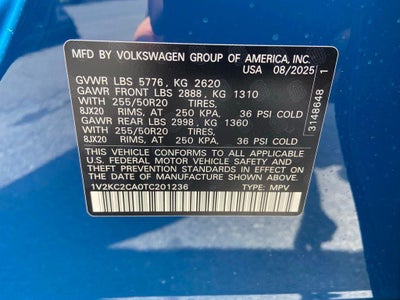 MFD BY VOLKSWAGEN GROUP OF AMERICA, INC.
USA 08/2025
GVWR LBS 5776, KG 2620
GAWR FRONT LBS 2888, KG 1310
WITH 255/50R20 TIRES,
8JX20 RIMS, AT 250 KPA. 36 PSI COLD
GAWR REAR LBS 2998, KG 1360
WITH 255/50R20 TIRES,
8JX20 RIMS, AT 250 KPA. 36 PSI COLD
THIS VEHICLE CONFORMS TO ALL APPLICABLE
U.S. FEDERAL MOTOR VEHICLE SAFETY AND
THEFT PREVENTION STANDARDS IN EFFECT ON
THE DATE OF MANUFACTURE SHOWN ABOVE.
1V2KC2CA0TC201236 TYPE: MPV
3148648 1